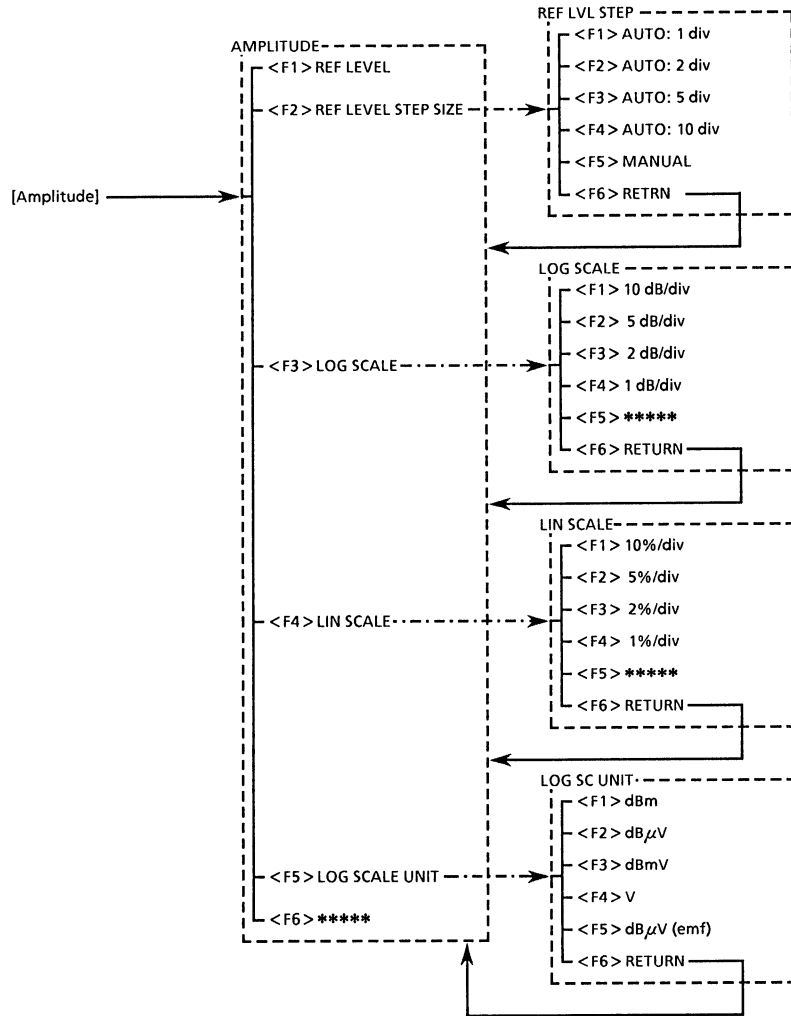 AMPLITUDE
<F1> REF LEVEL
<F2> REF LEVEL STEP SIZE
[Amplitude]
<F3> LOG SCALE
<F4> LIN SCALE
<F5> LOG SCALE UNIT
<F6> *****
REF LVL STEP
<F1> AUTO: 1 div
<F2> AUTO: 2 div
<F3> AUTO: 5 div
<F4> AUTO: 10 div
<F5> MANUAL
<F6> RETRN
LOG SCALE
<F1> 10 dB/div
<F2> 5 dB/div
<F3> 2 dB/div
<F4> 1 dB/div
<F5> *****
<F6> RETURN
LIN SCALE
<F1> 10%/div
<F2> 5%/div
<F3> 2%/div
<F4> 1%/div
<F5> *****
<F6> RETURN
LOG SC UNIT
<F1> dBm
<F2> dBμV
<F3> dBmV
<F4> V
<F5> dBμV (emf)
<F6> RETURN